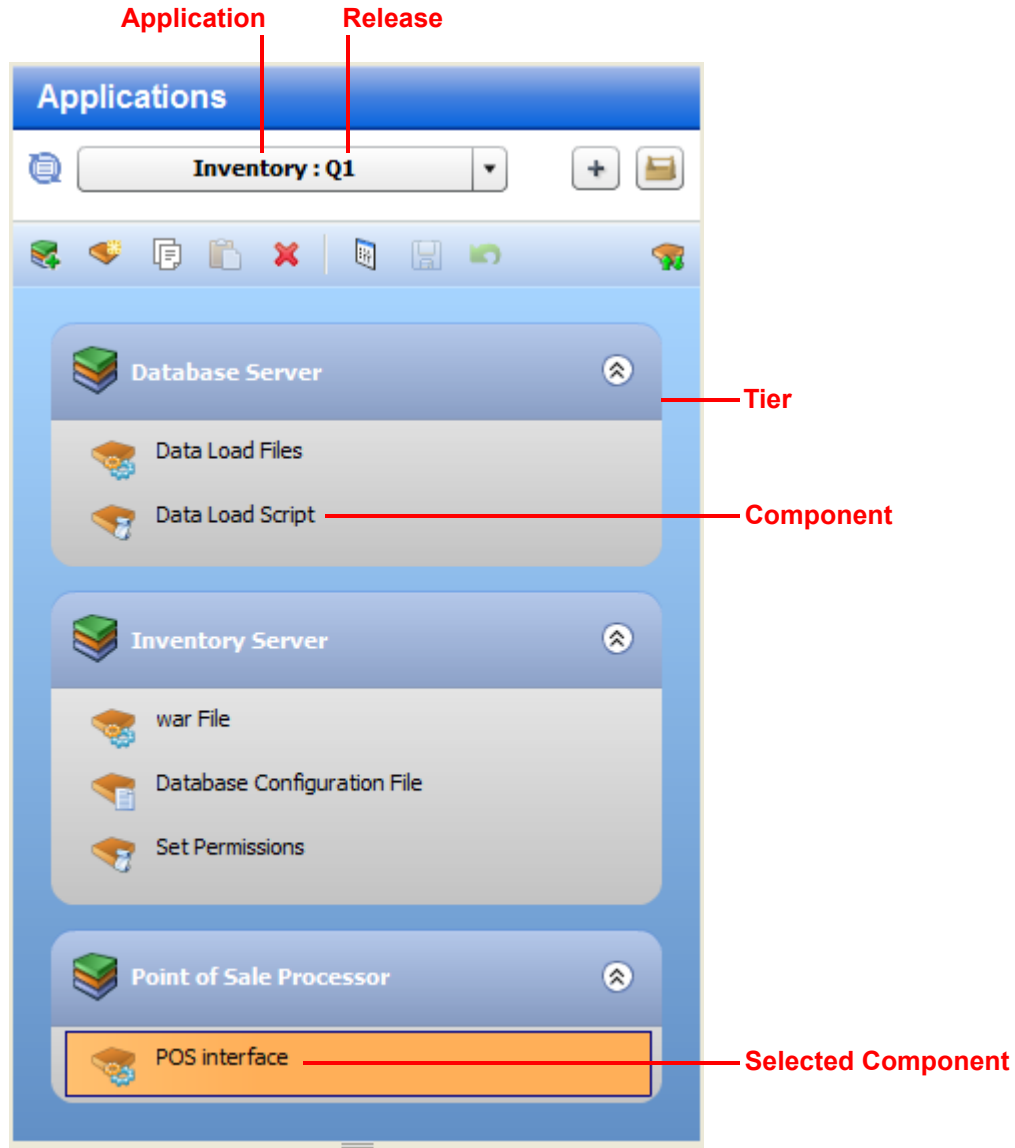 Application Release
Applications
Inventory : Q1
Database Server
Tier
Data Load Files
Data Load Script
Component
Inventory Server
war File
Database Configuration File
Set Permissions
Point of Sale Processor
POS interface
Selected Component